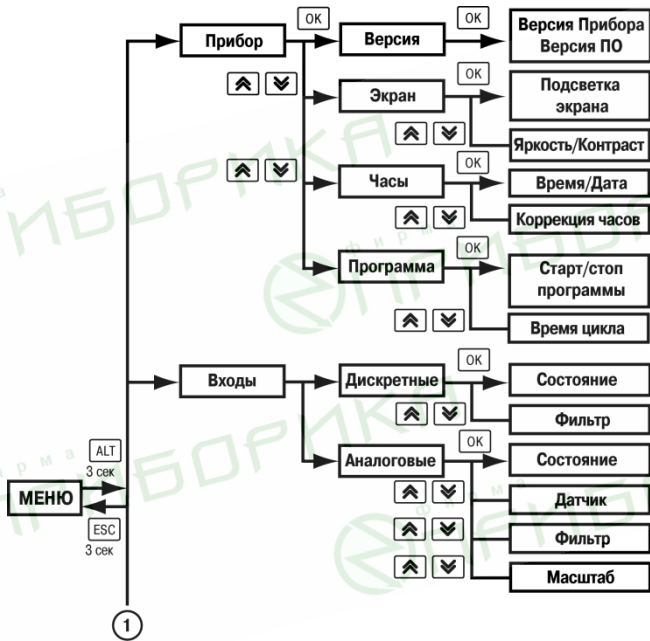 OK
OK
Прибор
Версия
Версия Прибора
Версия ПО
OK
Экран
Подсветка
экрана
Яркость/Контраст
OK
Часы
Время/Дата
Коррекция часов
OK
Программа
Старт/стоп
программы
Время цикла
OK
Входы
Дискретные
Состояние
Фильтр
OK
Аналоговые
Состояние
Датчик
Фильтр
Масштаб
ALT
3 сек
МЕНЮ
ESC
3 сек
1
фирма
ПРИБОРИКА